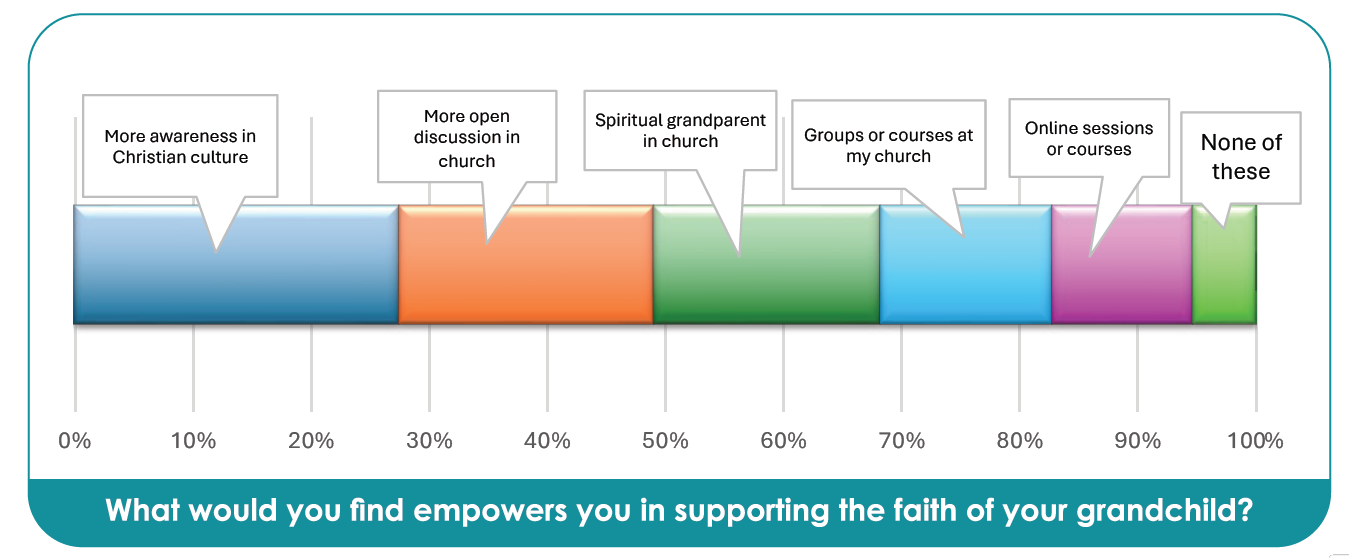 More awareness in
Christian culture
More open
discussion in
church
Spiritual grandparent
in church
Groups or courses at
my church
Online sessions
or courses
None of
these
0% 10% 20% 30% 40% 50% 60% 70% 80% 90% 100%
What would you find empowers you in supporting the faith of your grandchild?